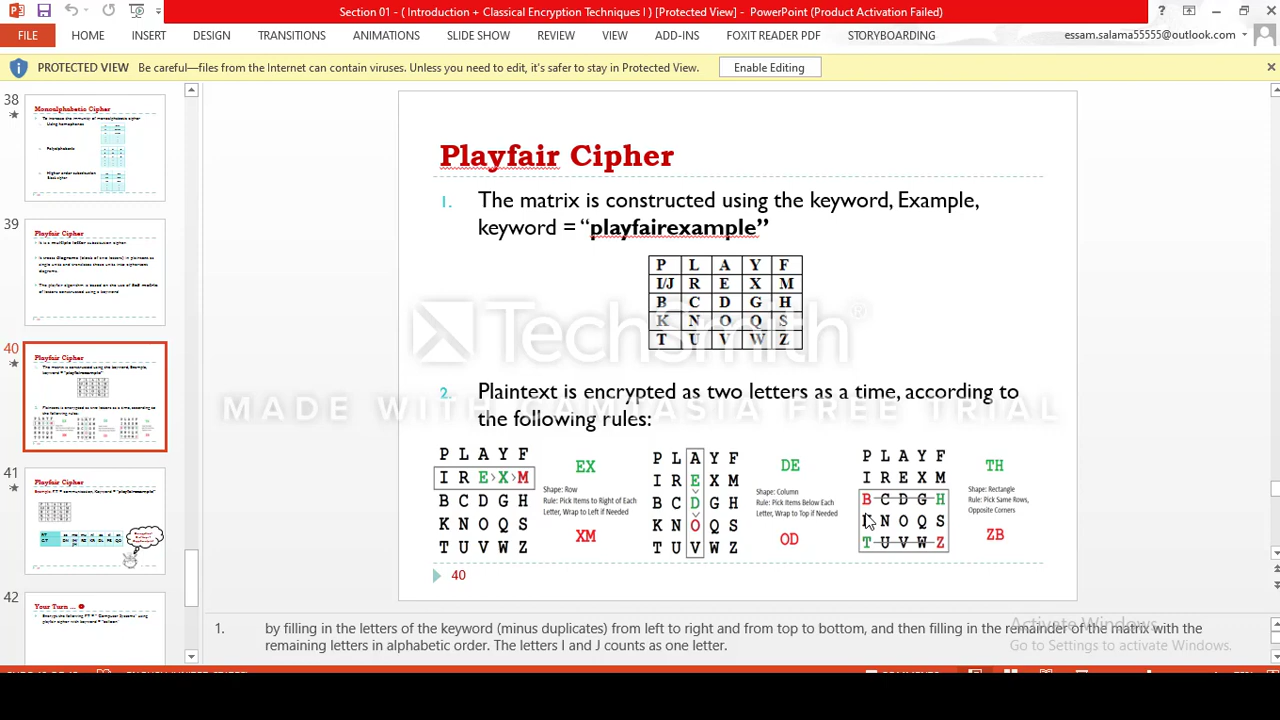 Section 01 - ( Introduction + Classical Encryption Techniques I ) [Protected View] - PowerPoint (Product Activation Failed)
FILE HOME INSERT DESIGN TRANSITIONS ANIMATIONS SLIDE SHOW REVIEW VIEW ADD-INS FOXIT READER PDF STORYBOARDING essam.salama55555@outlook.com
PROTECTED VIEW Be careful—files from the Internet can contain viruses. Unless you need to edit, it's safer to stay in Protected View. Enable Editing
38
Monoalphabetic Cipher
39
Playfair Cipher
40
Playfair Cipher
41
Playfair Cipher
42
Your Turn ...
Playfair Cipher
1. The matrix is constructed using the keyword, Example,
keyword = “playfairexample”
P L A Y F
I/J R E X M
B C D G H
K N O Q S
T U V W Z
TechSmith®
MADE WITH CAMTASIA FREE TRIAL
2. Plaintext is encrypted as two letters as a time, according to
the following rules:
P L A Y F
I R E X M
B C D G H
K N O Q S
T U V W Z
EX
Shape: Row
Rule: Pick Items to Right of Each
Letter, Wrap to Left if Needed
XM
P L A Y F
I R E X M
B C D G H
K N O Q S
T U V W Z
DE
Shape: Column
Rule: Pick Items Below Each
Letter, Wrap to Top if Needed
OD
P L A Y F
I R E X M
B C D G H
N O Q S
T U V W Z
TH
Shape: Rectangle
Rule: Pick Same Rows,
Opposite Corners
ZB
40
1. by filling in the letters of the keyword (minus duplicates) from left to right and from top to bottom, and then filling in the remainder of the matrix with the
remaining letters in alphabetic order. The letters I and J counts as one letter.
Activate Windows
Go to Settings to activate Windows.